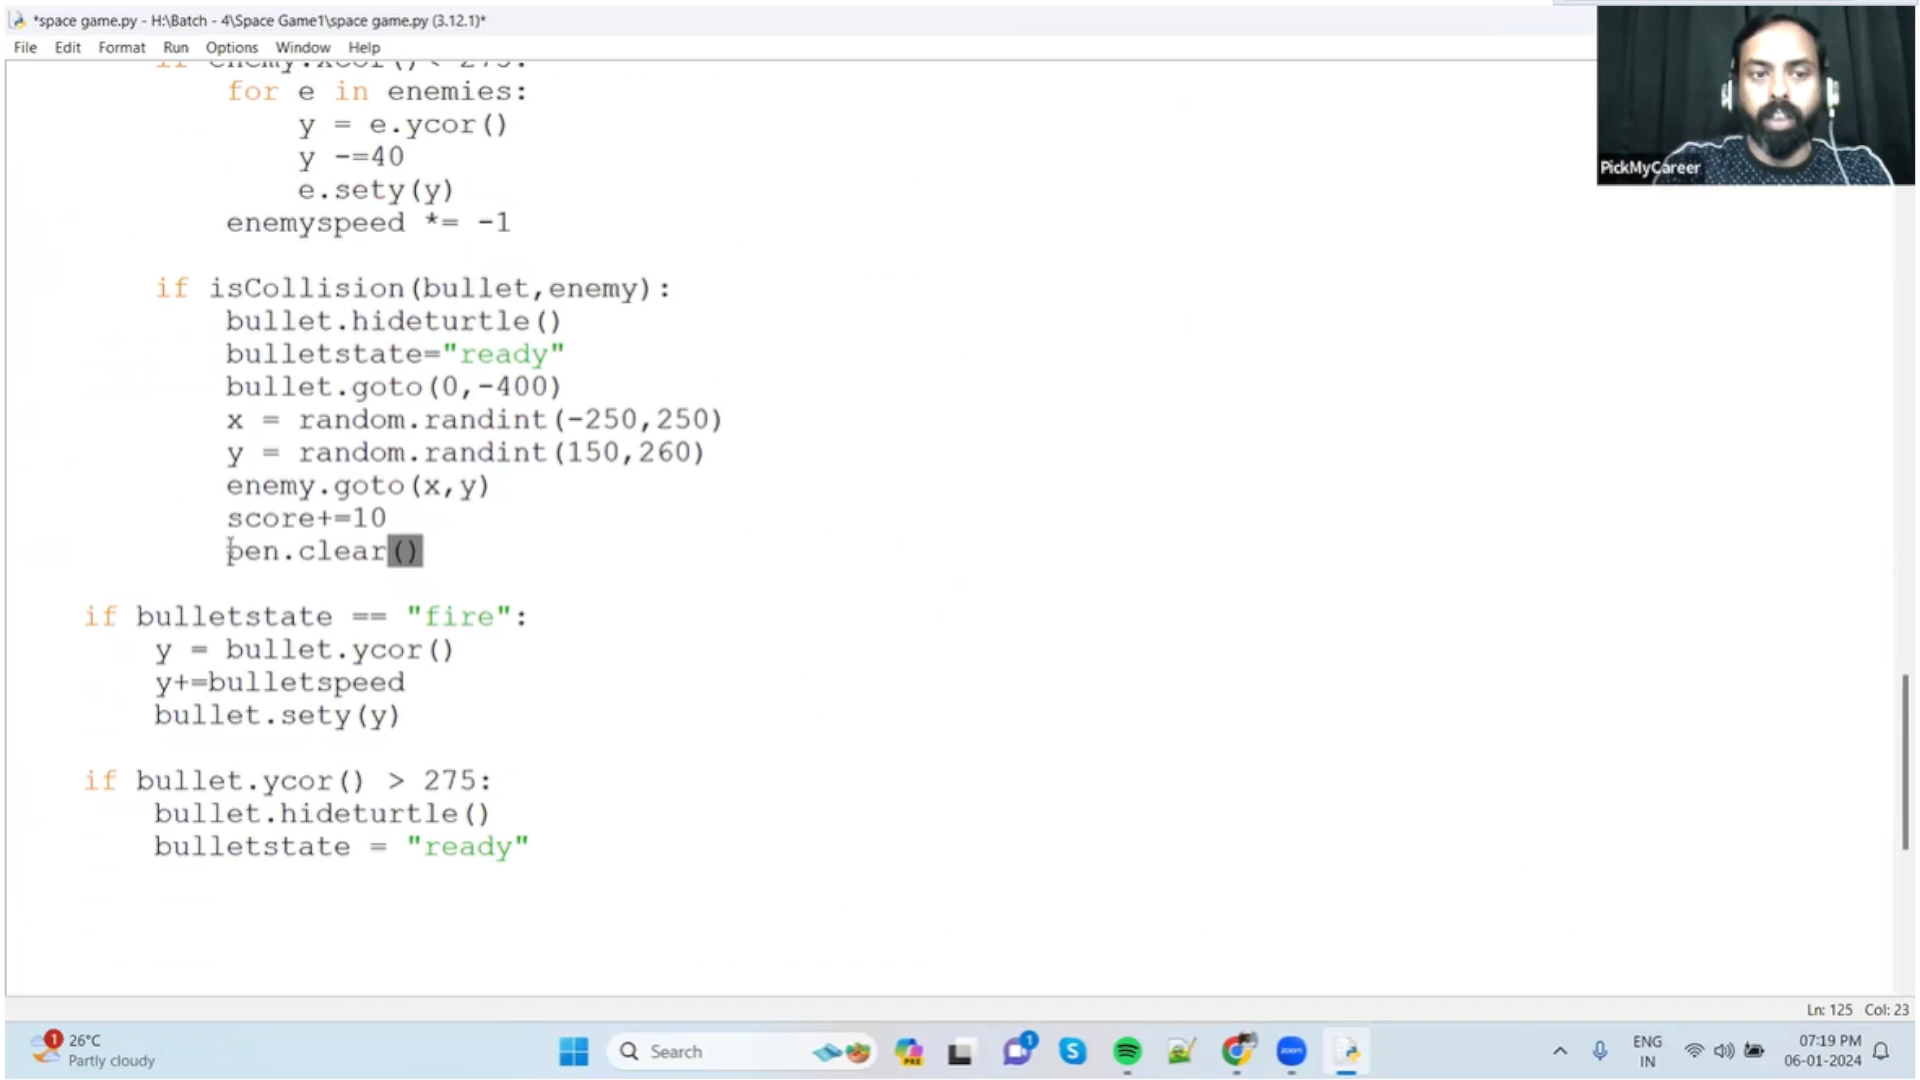 *space game.py - H:\Batch - 4\Space Game1\space game.py (3.12.1)*
File Edit Format Run Options Window Help
for e in enemies:
y = e.ycor()
y -=40
e.sety(y)
enemyspeed *= -1
if isCollision(bullet,enemy):
bullet.hideturtle()
bulletstate="ready"
bullet.goto(0,-400)
x = random.randint(-250,250)
y = random.randint(150,260)
enemy.goto(x,y)
score+=10
pen.clear()
if bulletstate == "fire":
y = bullet.ycor()
y+=bulletspeed
bullet.sety(y)
if bullet.ycor() > 275:
bullet.hideturtle()
bulletstate = "ready"
PickMyCareer
Ln: 125 Col: 23
1
26°C
Partly cloudy
Search
PRE
1
zoom
ENG
IN
07:19 PM
06-01-2024